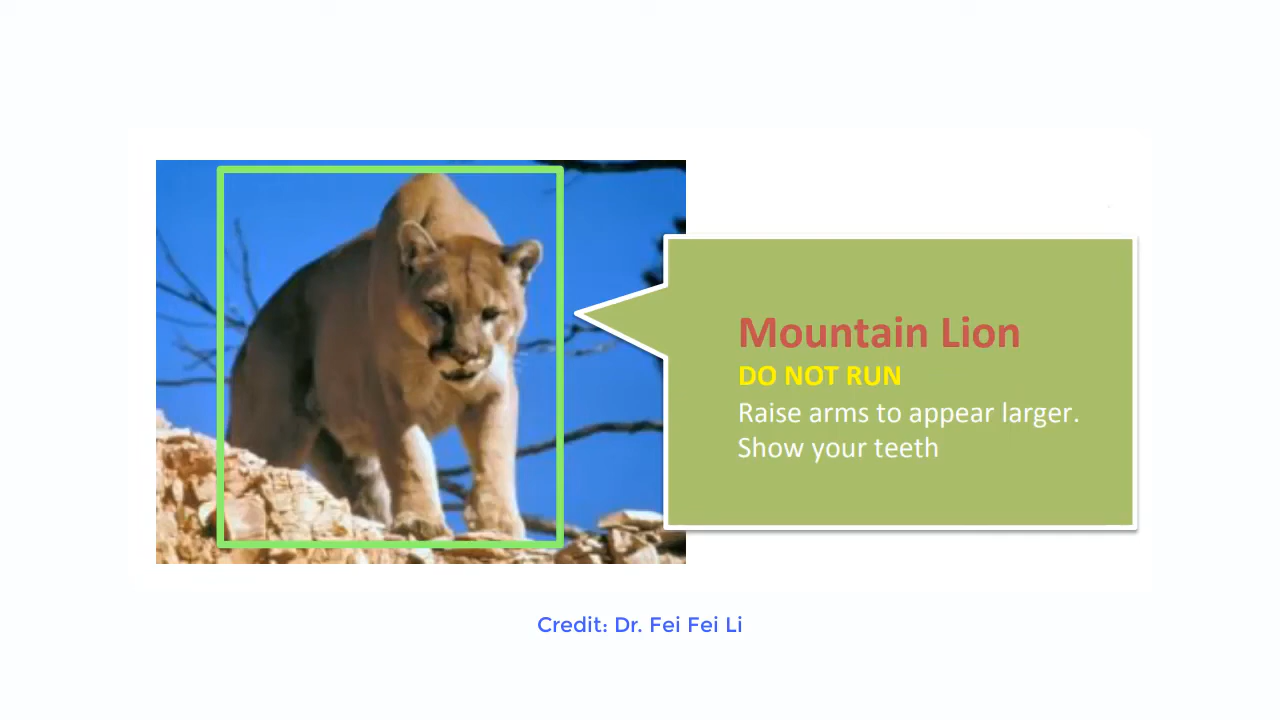 Mountain Lion
DO NOT RUN
Raise arms to appear larger.
Show your teeth
Credit: Dr. Fei Fei Li